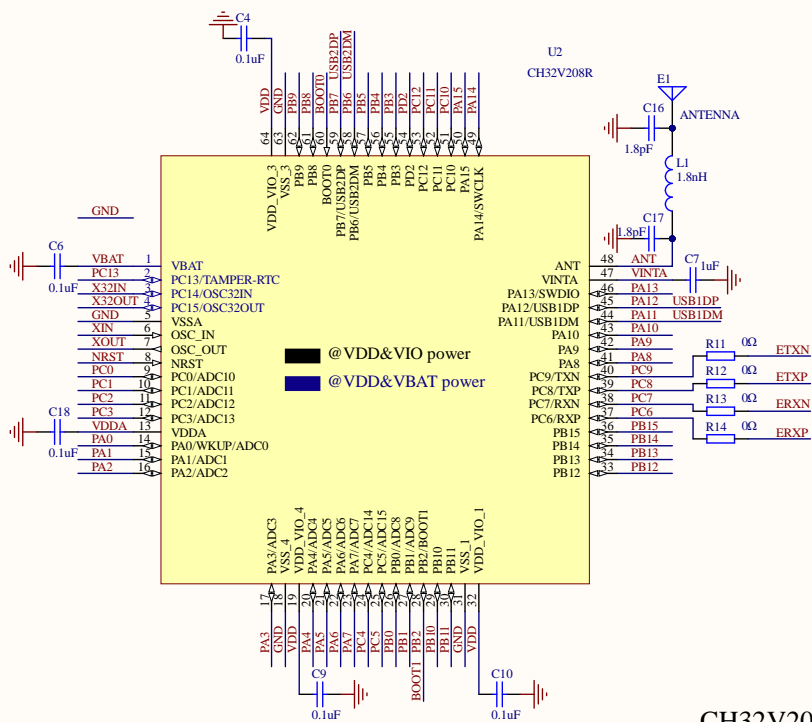 C4
0.1uF
U2
CH32V208R
VDD
GND
PB9
PB8
BOOT0
PB7 USB2DP
PB6 USB2DM
PB5
PB4
PB3
PD2
PC12
PC11
PC10
PA15
PA14
64
63
62
61
60
59
58
57
56
55
54
53
52
51
50
49
VDD_VIO_3
VSS_3
PB9
PB8
BOOT0
PB7/USB2DP
PB6/USB2DM
PB5
PB4
PB3
PD2
PC12
PC11
PC10
PA15
PA14/SWCLK
E1
ANTENNA
C16
1.8pF
L1
1.8nH
C17
1.8pF
GND
C6
0.1uF
VBAT 1 VBAT
PC13 2 PC13/TAMPER-RTC
X32IN 3 PC14/OSC32IN
X32OUT 4 PC15/OSC32OUT
GND 5 VSSA
XIN 6 OSC_IN
XOUT 7 OSC_OUT
NRST 8 NRST
PC0 9 PC0/ADC10
PC1 10 PC1/ADC11
PC2 11 PC2/ADC12
PC3 12 PC3/ADC13
VDDA 13 VDDA
PA0 14 PA0/WKUP/ADC0
PA1 15 PA1/ADC1
PA2 16 PA2/ADC2
C18
0.1uF
@VDD&VIO power
@VDD&VBAT power
ANT 48 ANT
VINTA 47 VINTA
C7
1uF
PA13/SWDIO 46 PA13
PA12/USB1DP 45 PA12 USB1DP
PA11/USB1DM 44 PA11 USB1DM
PA10 43 PA10
PA9 42 PA9
PA8 41 PA8
PC9/TXN 40 PC9 R11 0Ω ETXN
PC8/TXP 39 PC8 R12 0Ω ETXP
PC7/RXN 38 PC7 R13 0Ω ERXN
PC6/RXP 37 PC6 R14 0Ω ERXP
PB15 36 PB15
PB14 35 PB14
PB13 34 PB13
PB12 33 PB12
PA3/ADC3
VSS_4
VDD_VIO_4
PA4/ADC4
PA5/ADC5
PA6/ADC6
PA7/ADC7
PC4/ADC14
PC5/ADC15
PB0/ADC8
PB1/ADC9
PB2/BOOT1
PB10
PB11
VSS_1
VDD_VIO_1
17
18
19
20
21
22
23
24
25
26
27
28
29
30
31
32
PA3
GND
VDD
PA4
PA5
PA6
PA7
PC4
PC5
PB0
PB1
BOOT1 PB2
PB10
PB11
GND
VDD
C9
0.1uF
C10
0.1uF
CH32V20